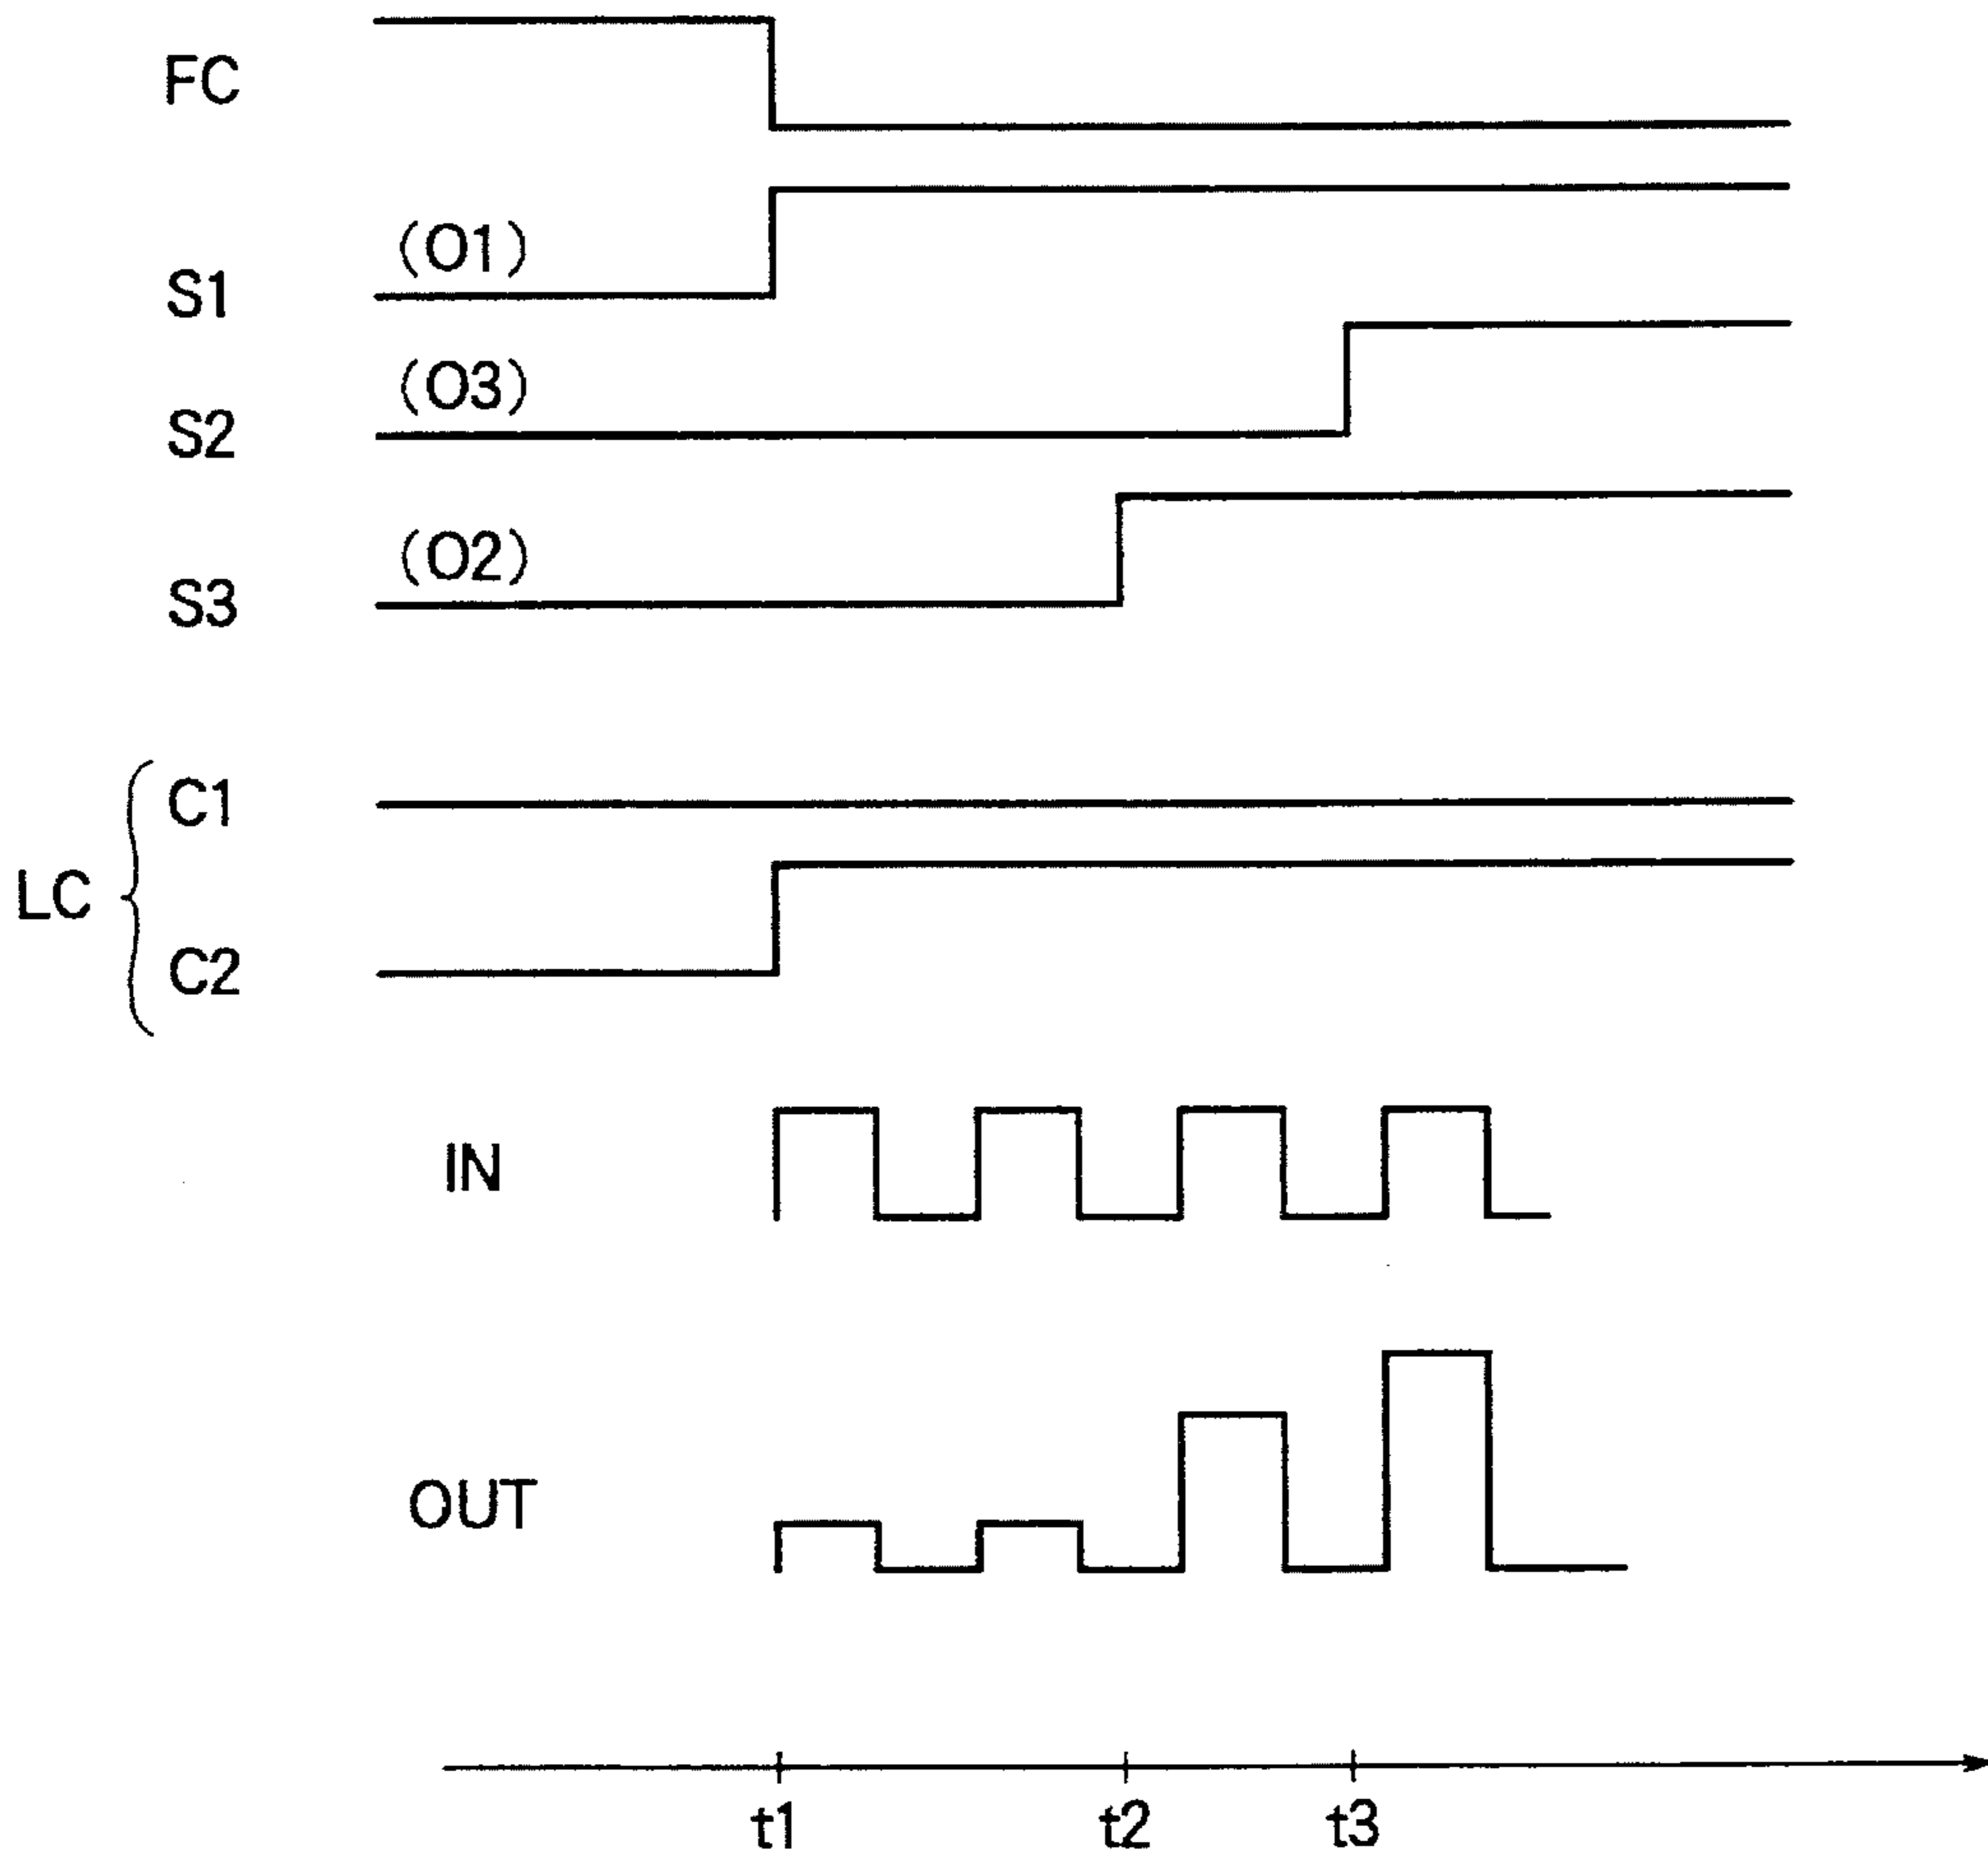 FC
(O1)
S1
(O3)
S2
(O2)
S3
C1
LC
C2
IN
OUT
t1 t2 t3